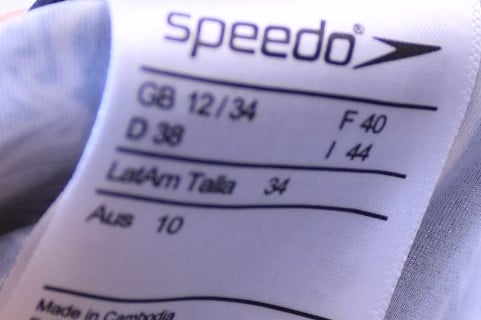 speedo®
GB 12/34 F 40
D 38 I 44
LatAm Talla 34
Aus 10
Made in Cambodia